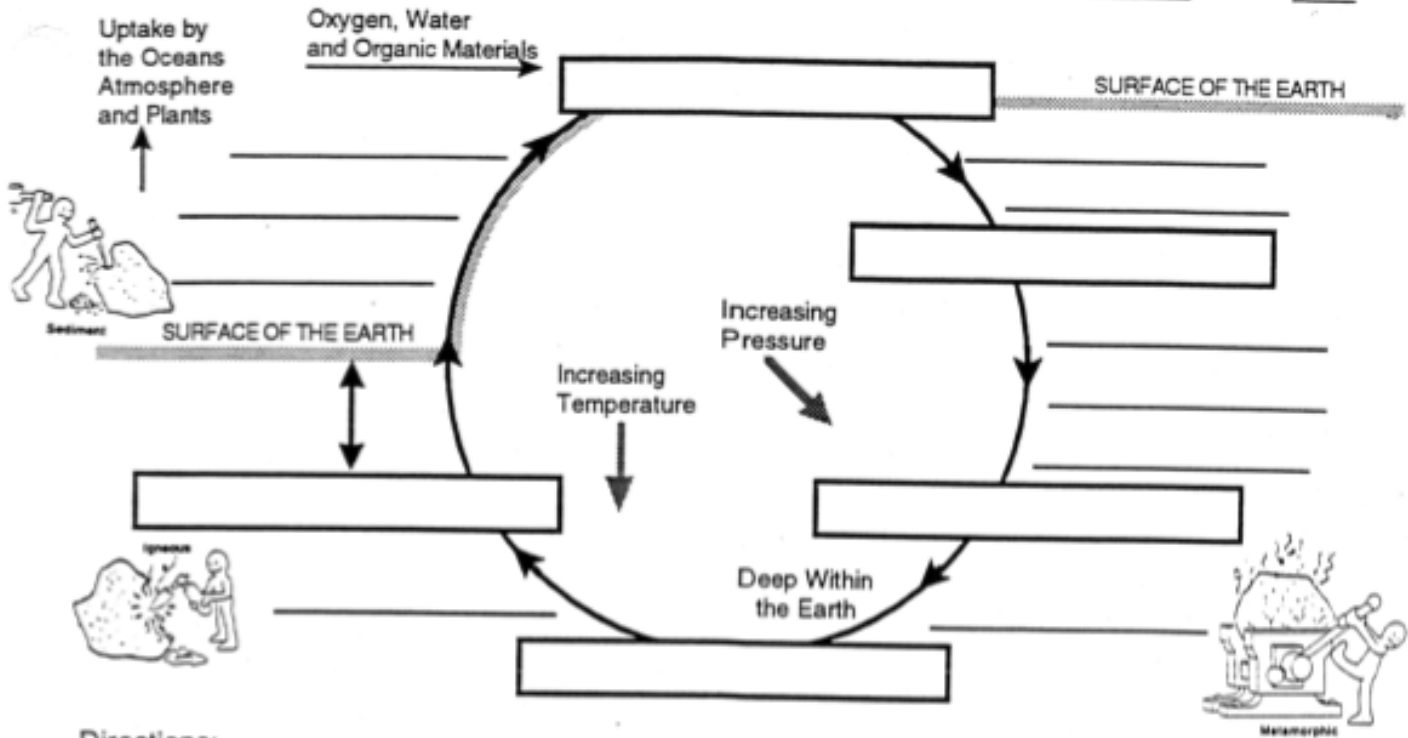 Uptake by
the Oceans
Atmosphere
and Plants
Oxygen, Water
and Organic Materials
SURFACE OF THE EARTH
Sediment
SURFACE OF THE EARTH
Increasing
Pressure
Increasing
Temperature
Igneous
Deep Within
the Earth
Metamorphic
Directions: